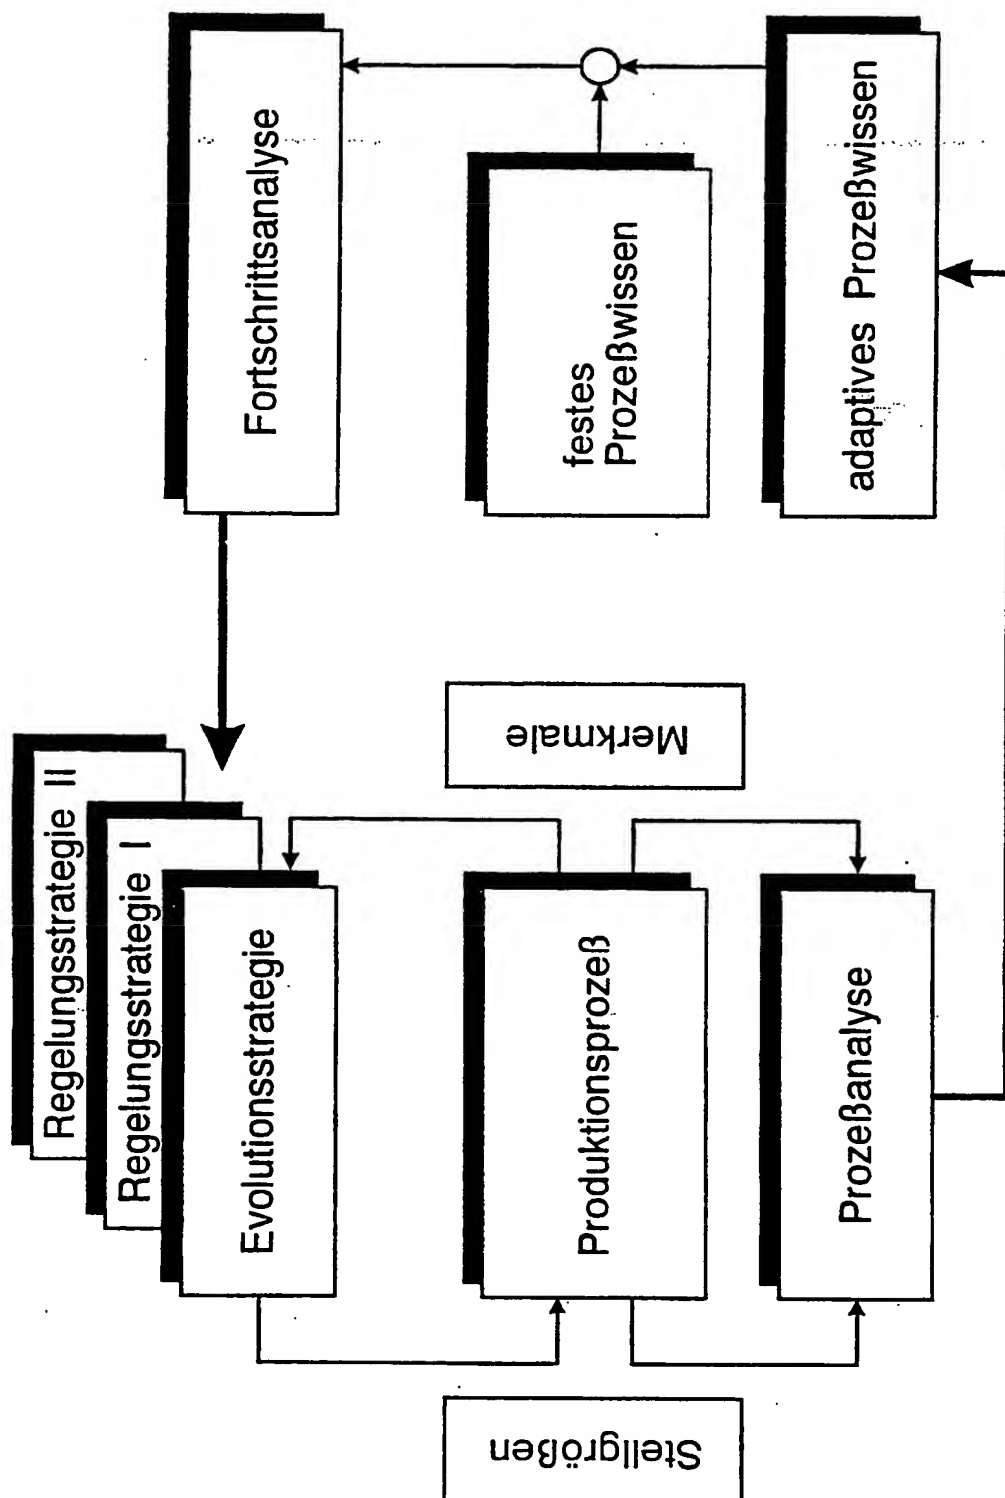 Regelungsstrategie II
Regelungsstrategie I
Evolutionsstrategie
Fortschrittsanalyse
Stellgrößen
Produktionsprozeß
Merkmale
festes
Prozeßwissen
Prozeßanalyse
adaptives Prozeßwissen